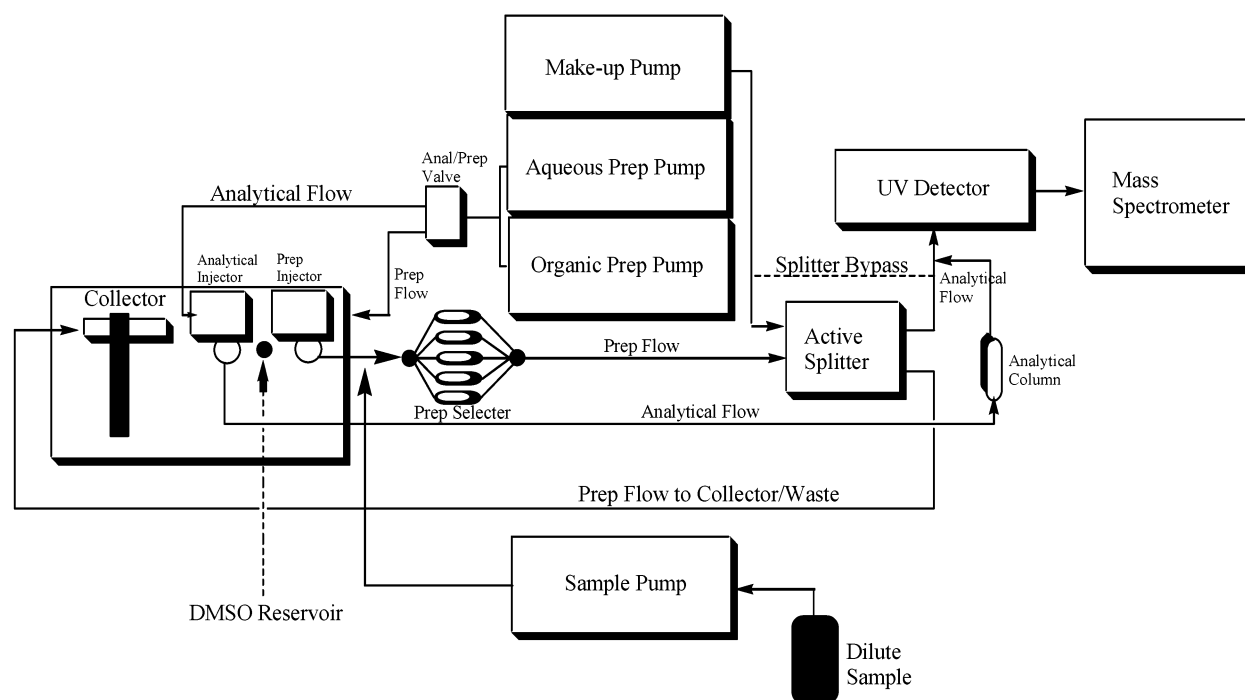 Make-up Pump
Anal/Prep
Valve
Aqueous Prep Pump
UV Detector
Mass
Spectrometer
Analytical Flow
Analytical
Injector
Prep
Injector
Prep
Flow
Organic Prep Pump
Splitter Bypass
Analytical
Flow
Collector
Prep Flow
Active
Splitter
Analytical
Column
Prep Selecter
Analytical Flow
Prep Flow to Collector/Waste
Sample Pump
DMSO Reservoir
Dilute
Sample